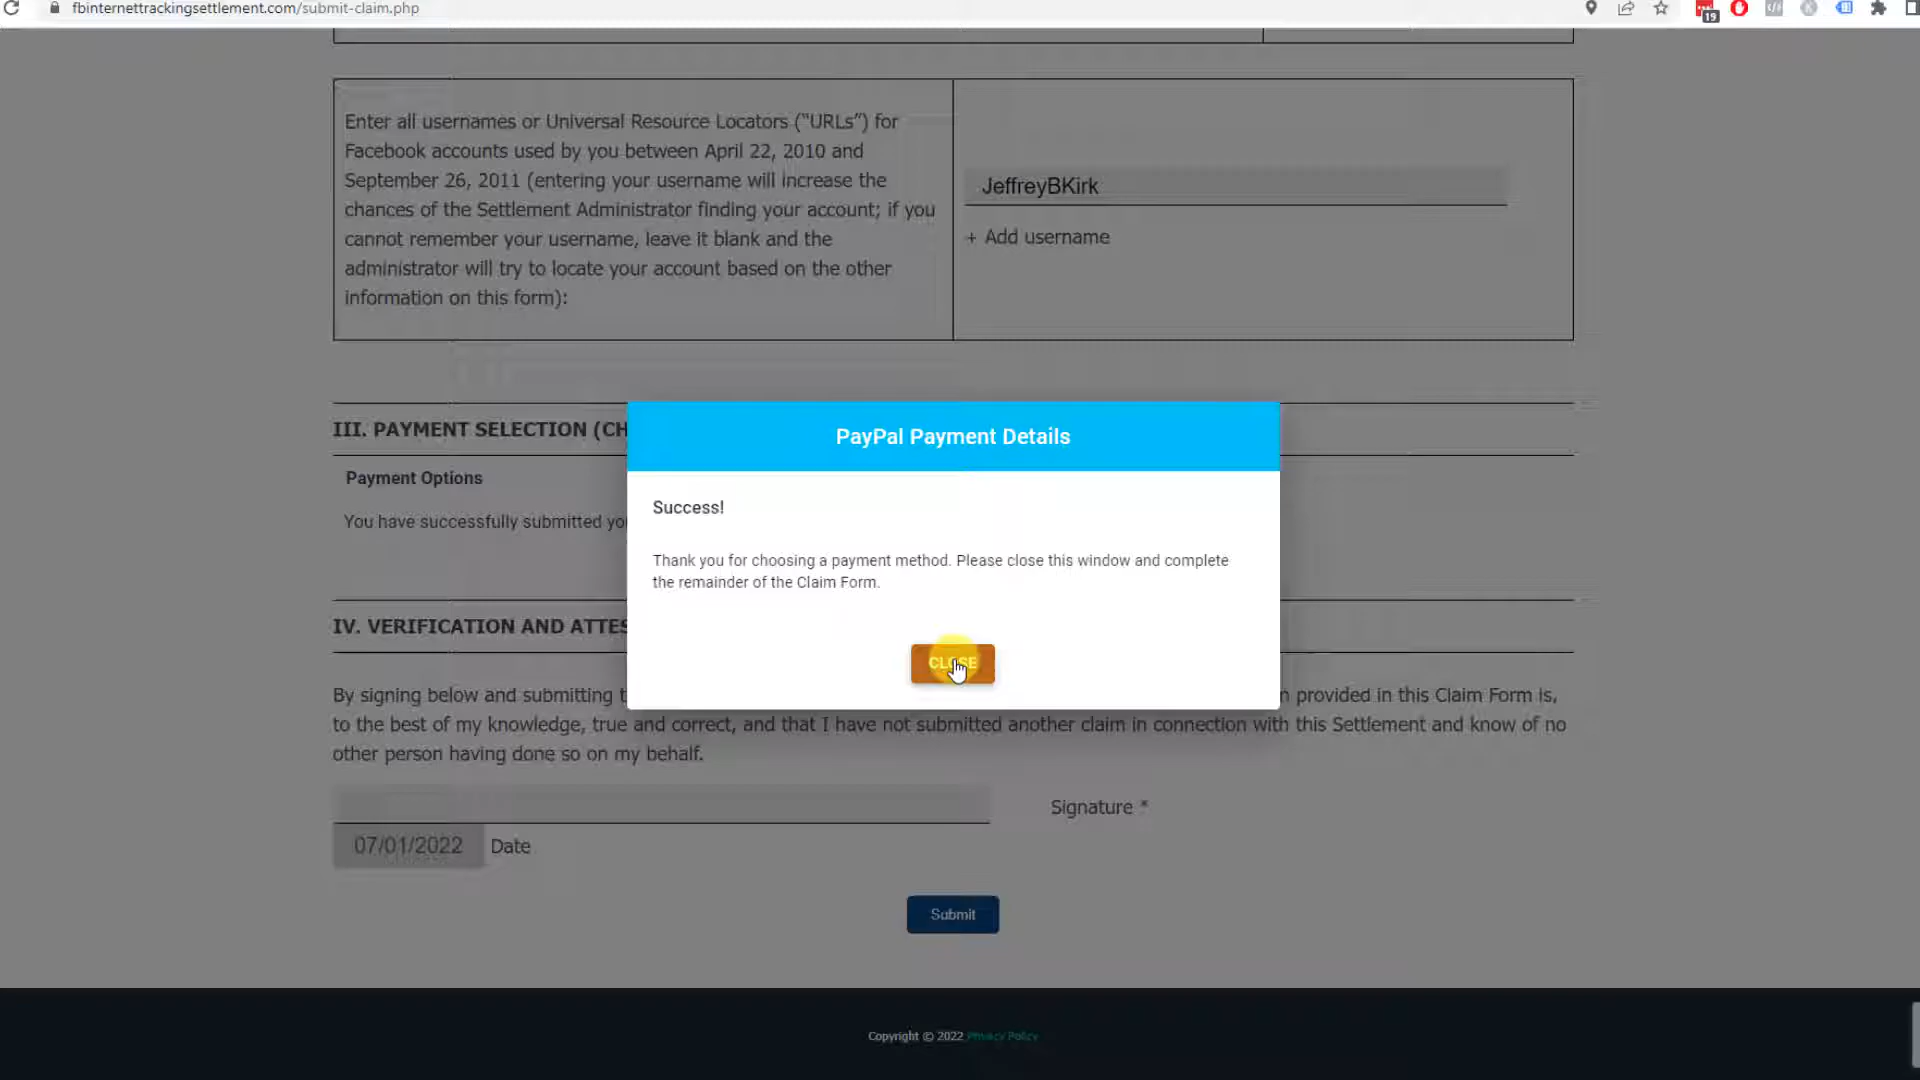 fbinternettrackingsettlement.com/submit-claim.php
19
Enter all usernames or Universal Resource Locators (“URLs”) for
Facebook accounts used by you between April 22, 2010 and
September 26, 2011 (entering your username will increase the
chances of the Settlement Administrator finding your account; if you
cannot remember your username, leave it blank and the
administrator will try to locate your account based on the other
information on this form):
JeffreyBKirk
+ Add username
III. PAYMENT SELECTION (CH
Payment Options
You have successfully submitted yo
PayPal Payment Details
Success!
Thank you for choosing a payment method. Please close this window and complete
the remainder of the Claim Form.
CLOSE
IV. VERIFICATION AND ATTES
By signing below and submitting t
n provided in this Claim Form is,
to the best of my knowledge, true and correct, and that I have not submitted another claim in connection with this Settlement and know of no
other person having done so on my behalf.
Signature *
07/01/2022 Date
Submit
Copyright © 2022 Privacy Policy